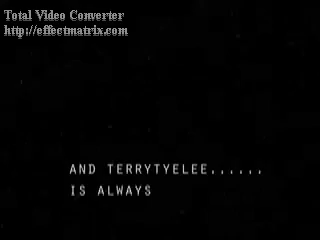 Total Video Converter
http://effectmatrix.com
AND TERRYTYELEE......
IS ALWAYS